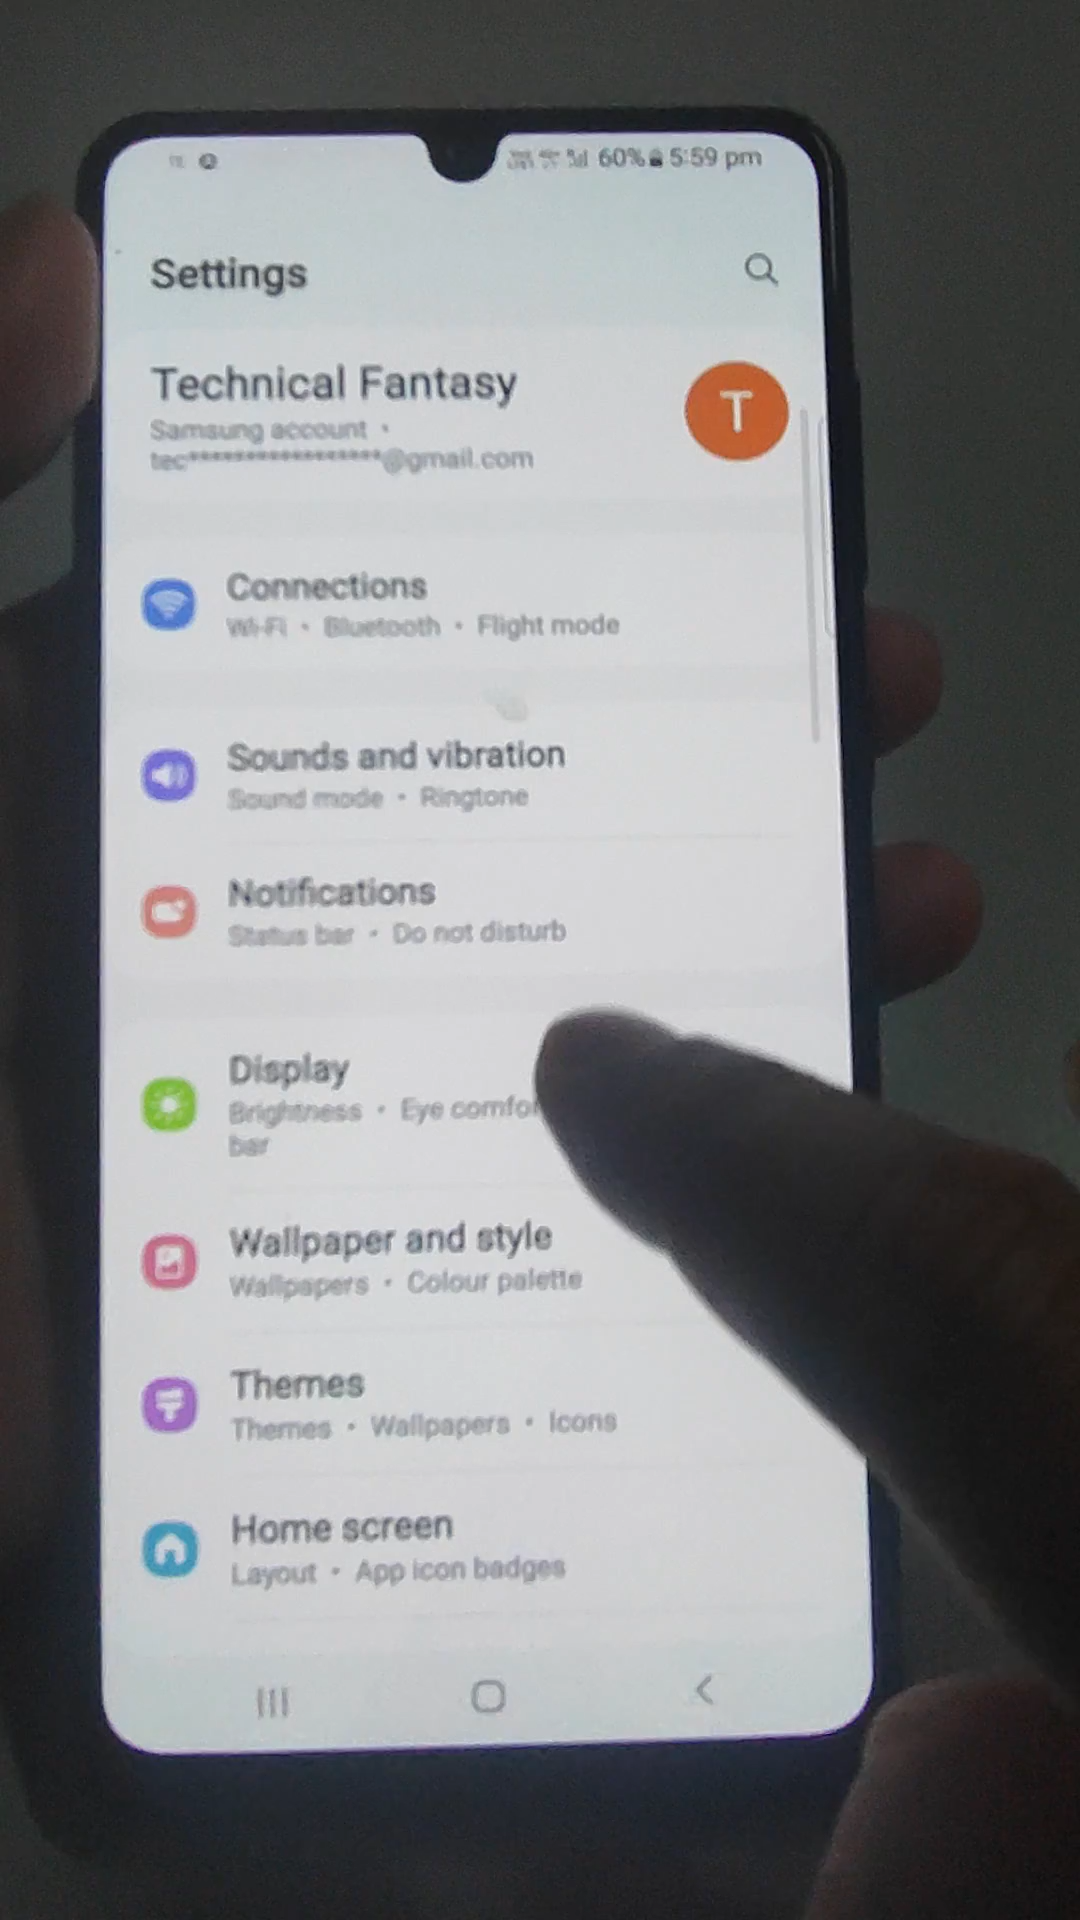 60% 5:59 pm
Settings
Technical Fantasy
T
Samsung account •
tec******************@gmail.com
Connections
Wi-Fi • Bluetooth • Flight mode
Sounds and vibration
Sound mode • Ringtone
Notifications
Status bar • Do not disturb
Display
Brightness • Eye
bar
Wallpaper and style
Wallpapers • Colour palette
Themes
Themes • Wallpapers • Icons
Home screen
Layout • App icon badges